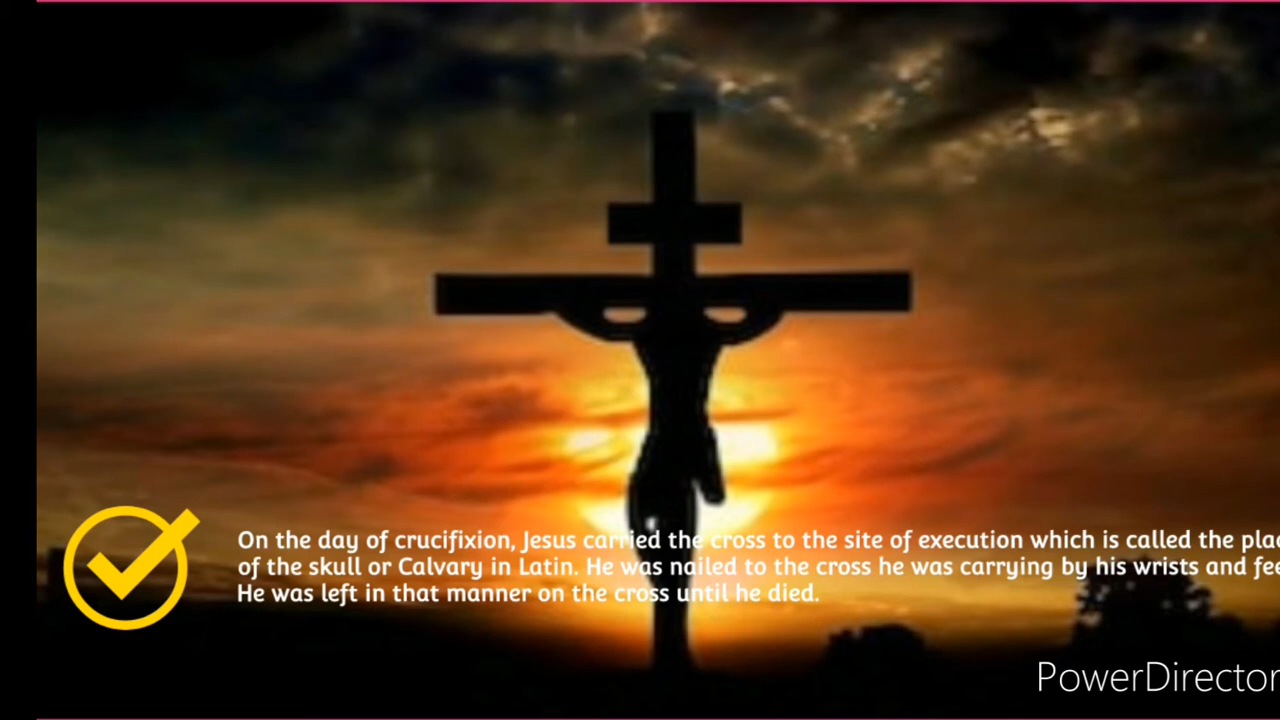 On the day of crucifixion, Jesus carried the cross to the site of execution which is called the plac
of the skull or Calvary in Latin. He was nailed to the cross he was carrying by his wrists and fee
He was left in that manner on the cross until he died.
PowerDirector